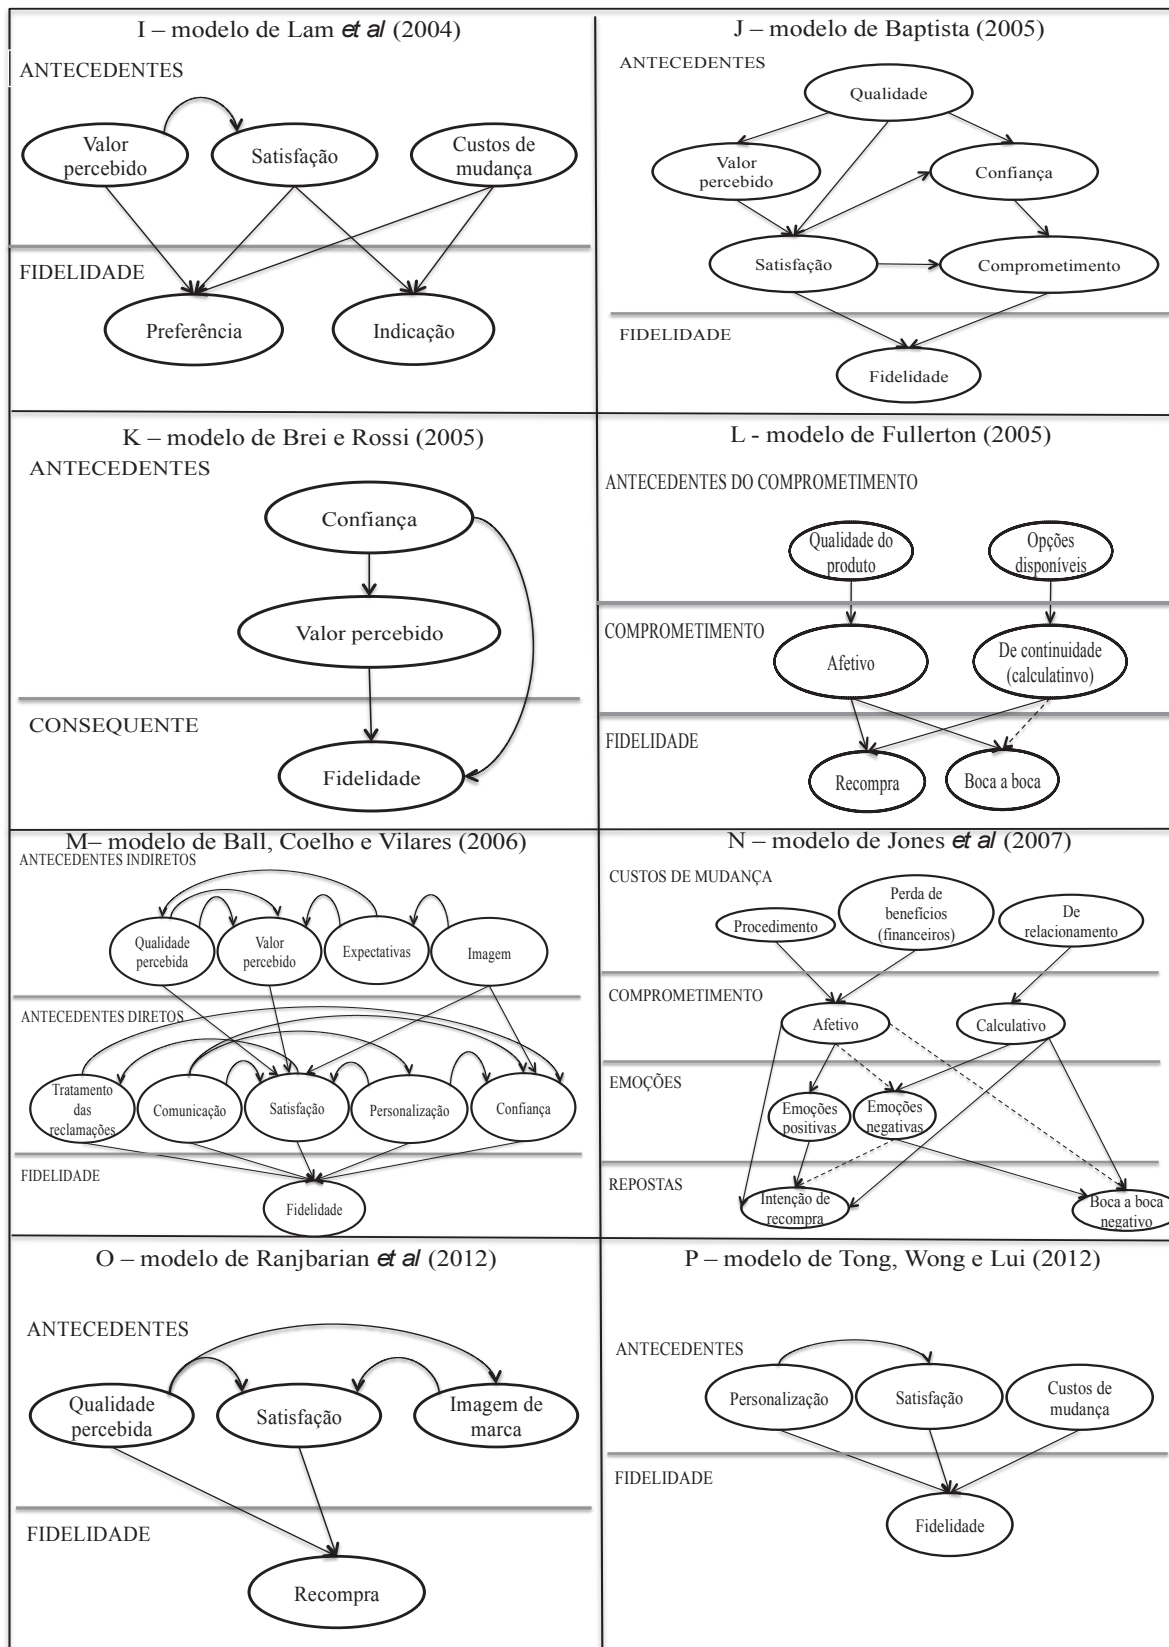 I – modelo de Lam et al (2004)
ANTECEDENTES
Valor
percebido
Satisfação
Custos de
mudança
FIDELIDADE
Preferência
Indicação
J – modelo de Baptista (2005)
ANTECEDENTES
Qualidade
Valor
percebido
Confiança
Satisfação
Comprometimento
FIDELIDADE
Fidelidade
K – modelo de Brei e Rossi (2005)
ANTECEDENTES
Confiança
Valor percebido
CONSEQUENTE
Fidelidade
L - modelo de Fullerton (2005)
ANTECEDENTES DO COMPROMETIMENTO
Qualidade do
produto
Opções
disponíveis
COMPROMETIMENTO
Afetivo
De continuidade
(calculatinvo)
FIDELIDADE
Recompra
Boca a boca
M– modelo de Ball, Coelho e Vilares (2006)
ANTECEDENTES INDIRETOS
Qualidade
percebida
Valor
percebido
Expectativas
Imagem
ANTECEDENTES DIRETOS
Tratamento
das
reclamações
Comunicação
Satisfação
Personalização
Confiança
FIDELIDADE
Fidelidade
N – modelo de Jones et al (2007)
CUSTOS DE MUDANÇA
Procedimento
Perda de
benefícios
(financeiros)
De
relacionamento
COMPROMETIMENTO
Afetivo
Calculativo
EMOÇÕES
Emoções
positivas
Emoções
negativas
REPOSTAS
Intenção de
recompra
Boca a boca
negativo
O – modelo de Ranjbarian et al (2012)
ANTECEDENTES
Qualidade
percebida
Satisfação
Imagem de
marca
FIDELIDADE
Recompra
P – modelo de Tong, Wong e Lui (2012)
ANTECEDENTES
Personalização
Satisfação
Custos de
mudança
FIDELIDADE
Fidelidade